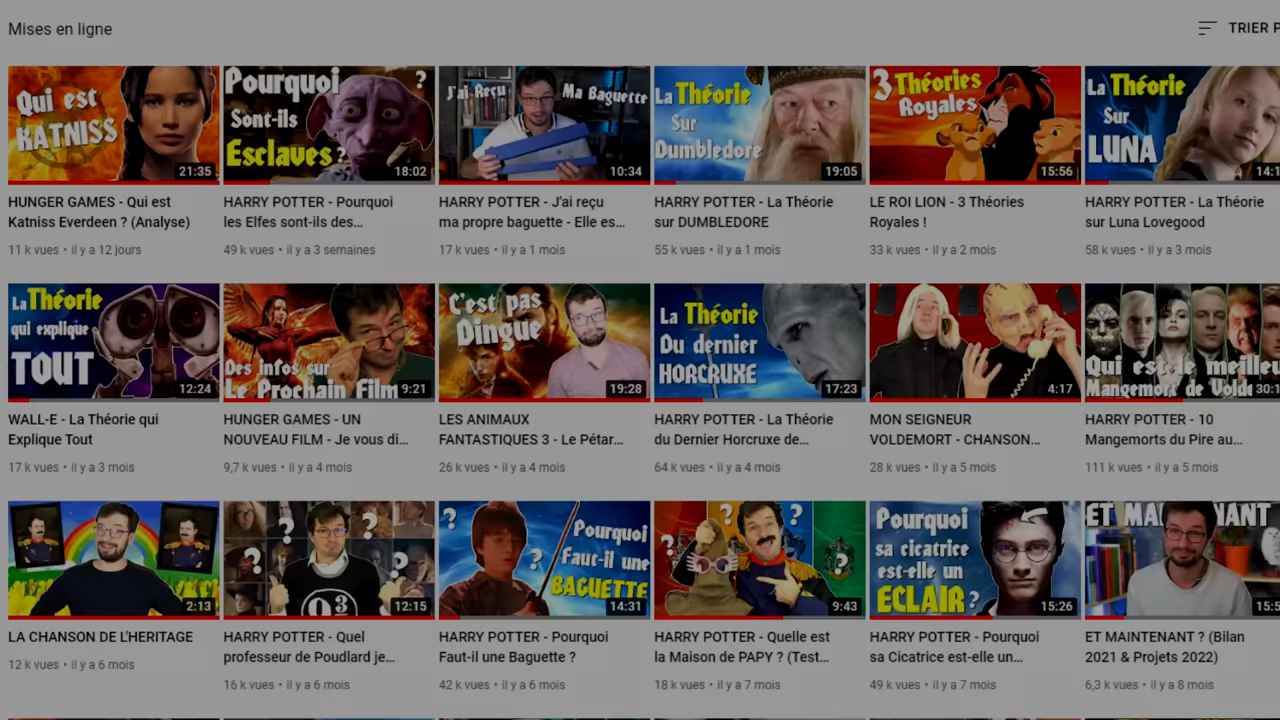 Mises en ligne
TRIER P
Qui est
KATNISS
21:35
Pourquoi
?
Sont-ils
Esclaves?
18:02
J'ai Reçu
Ma Baguette
10:34
La Théorie
Sur
Dumbledore
19:05
3 Théories
Royales
15:56
La Théorie
Sur
LUNA
14:1
HUNGER GAMES - Qui est
Katniss Everdeen ? (Analyse)
11 k vues • il y a 12 jours
HARRY POTTER - Pourquoi
les Elfes sont-ils des...
49 k vues • il y a 3 semaines
HARRY POTTER - J'ai reçu
ma propre baguette - Elle es...
17 k vues • il y a 1 mois
HARRY POTTER - La Théorie
sur DUMBLEDORE
55 k vues • il y a 1 mois
LE ROI LION - 3 Théories
Royales !
33 k vues • il y a 2 mois
HARRY POTTER - La Théorie
sur Luna Lovegood
58 k vues • il y a 3 mois
La Théorie
qui explique
TOUT
12:24
Des infos sur
Le Prochain Film
9:21
C'est pas
Dingue
19:28
La Théorie
Du dernier
HORCRUXE
17:23
4:17
Qui est le meilleu
Mangemort de Volde
30:1
WALL-E - La Théorie qui
Explique Tout
17 k vues • il y a 3 mois
HUNGER GAMES - UN
NOUVEAU FILM - Je vous di...
9,7 k vues • il y a 4 mois
LES ANIMAUX
FANTASTIQUES 3 - Le Pétar...
26 k vues • il y a 4 mois
HARRY POTTER - La Théorie
du Dernier Horcruxe de...
64 k vues • il y a 4 mois
MON SEIGNEUR
VOLDEMORT - CHANSON...
28 k vues • il y a 5 mois
HARRY POTTER - 10
Mangemorts du Pire au...
111 k vues • il y a 5 mois
2:13
? ? ? ?
9 3
12:15
? ?
Pourquoi
Faut-il une
BAGUETTE
14:31
? ? ?
9:43
Pourquoi
sa cicatrice
est-elle un
ECLAIR?
15:26
ET MAINTENANT
15:5
LA CHANSON DE L'HERITAGE
12 k vues • il y a 6 mois
HARRY POTTER - Quel
professeur de Poudlard je...
16 k vues • il y a 6 mois
HARRY POTTER - Pourquoi
Faut-il une Baguette ?
42 k vues • il y a 6 mois
HARRY POTTER - Quelle est
la Maison de PAPY ? (Test...
18 k vues • il y a 7 mois
HARRY POTTER - Pourquoi
sa Cicatrice est-elle un...
49 k vues • il y a 7 mois
ET MAINTENANT ? (Bilan
2021 & Projets 2022)
6,3 k vues • il y a 8 mois